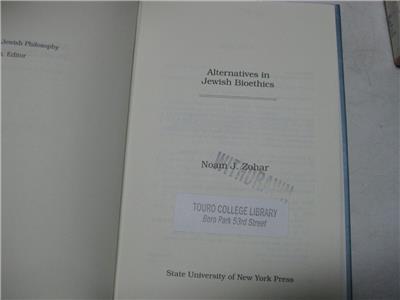 Jewish Philosophy
Editor
Alternatives in
Jewish Bioethics
Noam J. Zohar
WITHDRAWN
TOURO COLLEGE LIBRARY
Boro Park 53rd Street
State University of New York Press